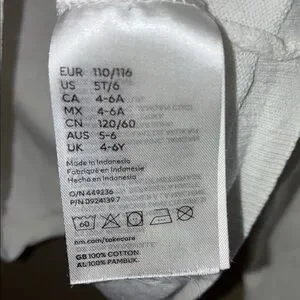 EUR 110/116
US 5T/6
CA 4-6A
MX 4-6A
CN 120/60
AUS 5-6
UK 4-6Y
Made in Indonesia
Fabriqué en Indonésie
Hecho en Indonesia
O/N 449236
P/N 0924139.7
60
hm.com/takecare
GB 100% COTTON
AL 100% PAMBUK.